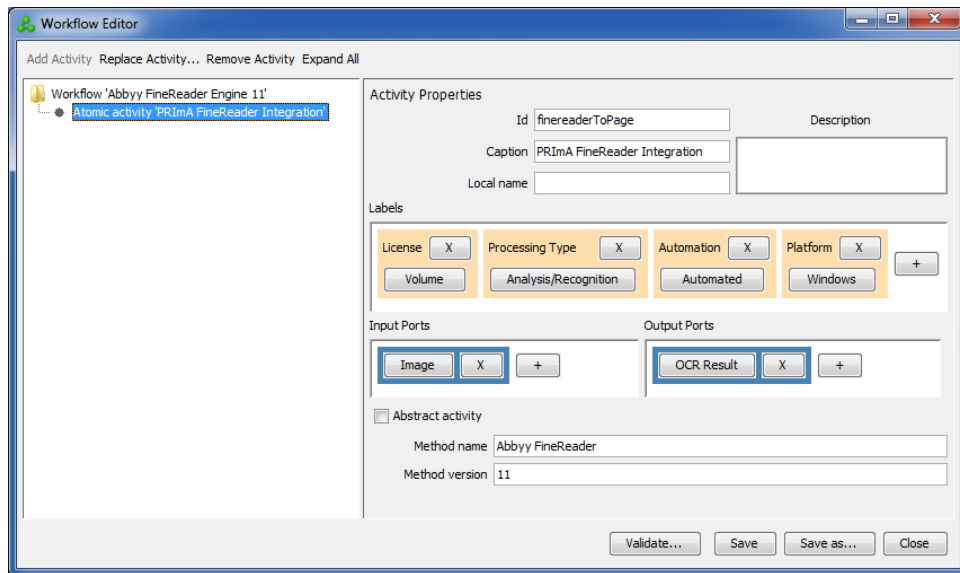 Workflow Editor
Add Activity Replace Activity... Remove Activity Expand All
Workflow 'Abbyy FineReader Engine 11'
Atomic activity 'PRImA FineReader Integration'
Activity Properties
Id finereaderToPage Description
Caption PRImA FineReader Integration
Local name
Labels
License X Processing Type X Automation X Platform X
Volume Analysis/Recognition Automated Windows +
Input Ports Output Ports
Image X + OCR Result X +
Abstract activity
Method name Abbyy FineReader
Method version 11
Validate... Save Save as... Close